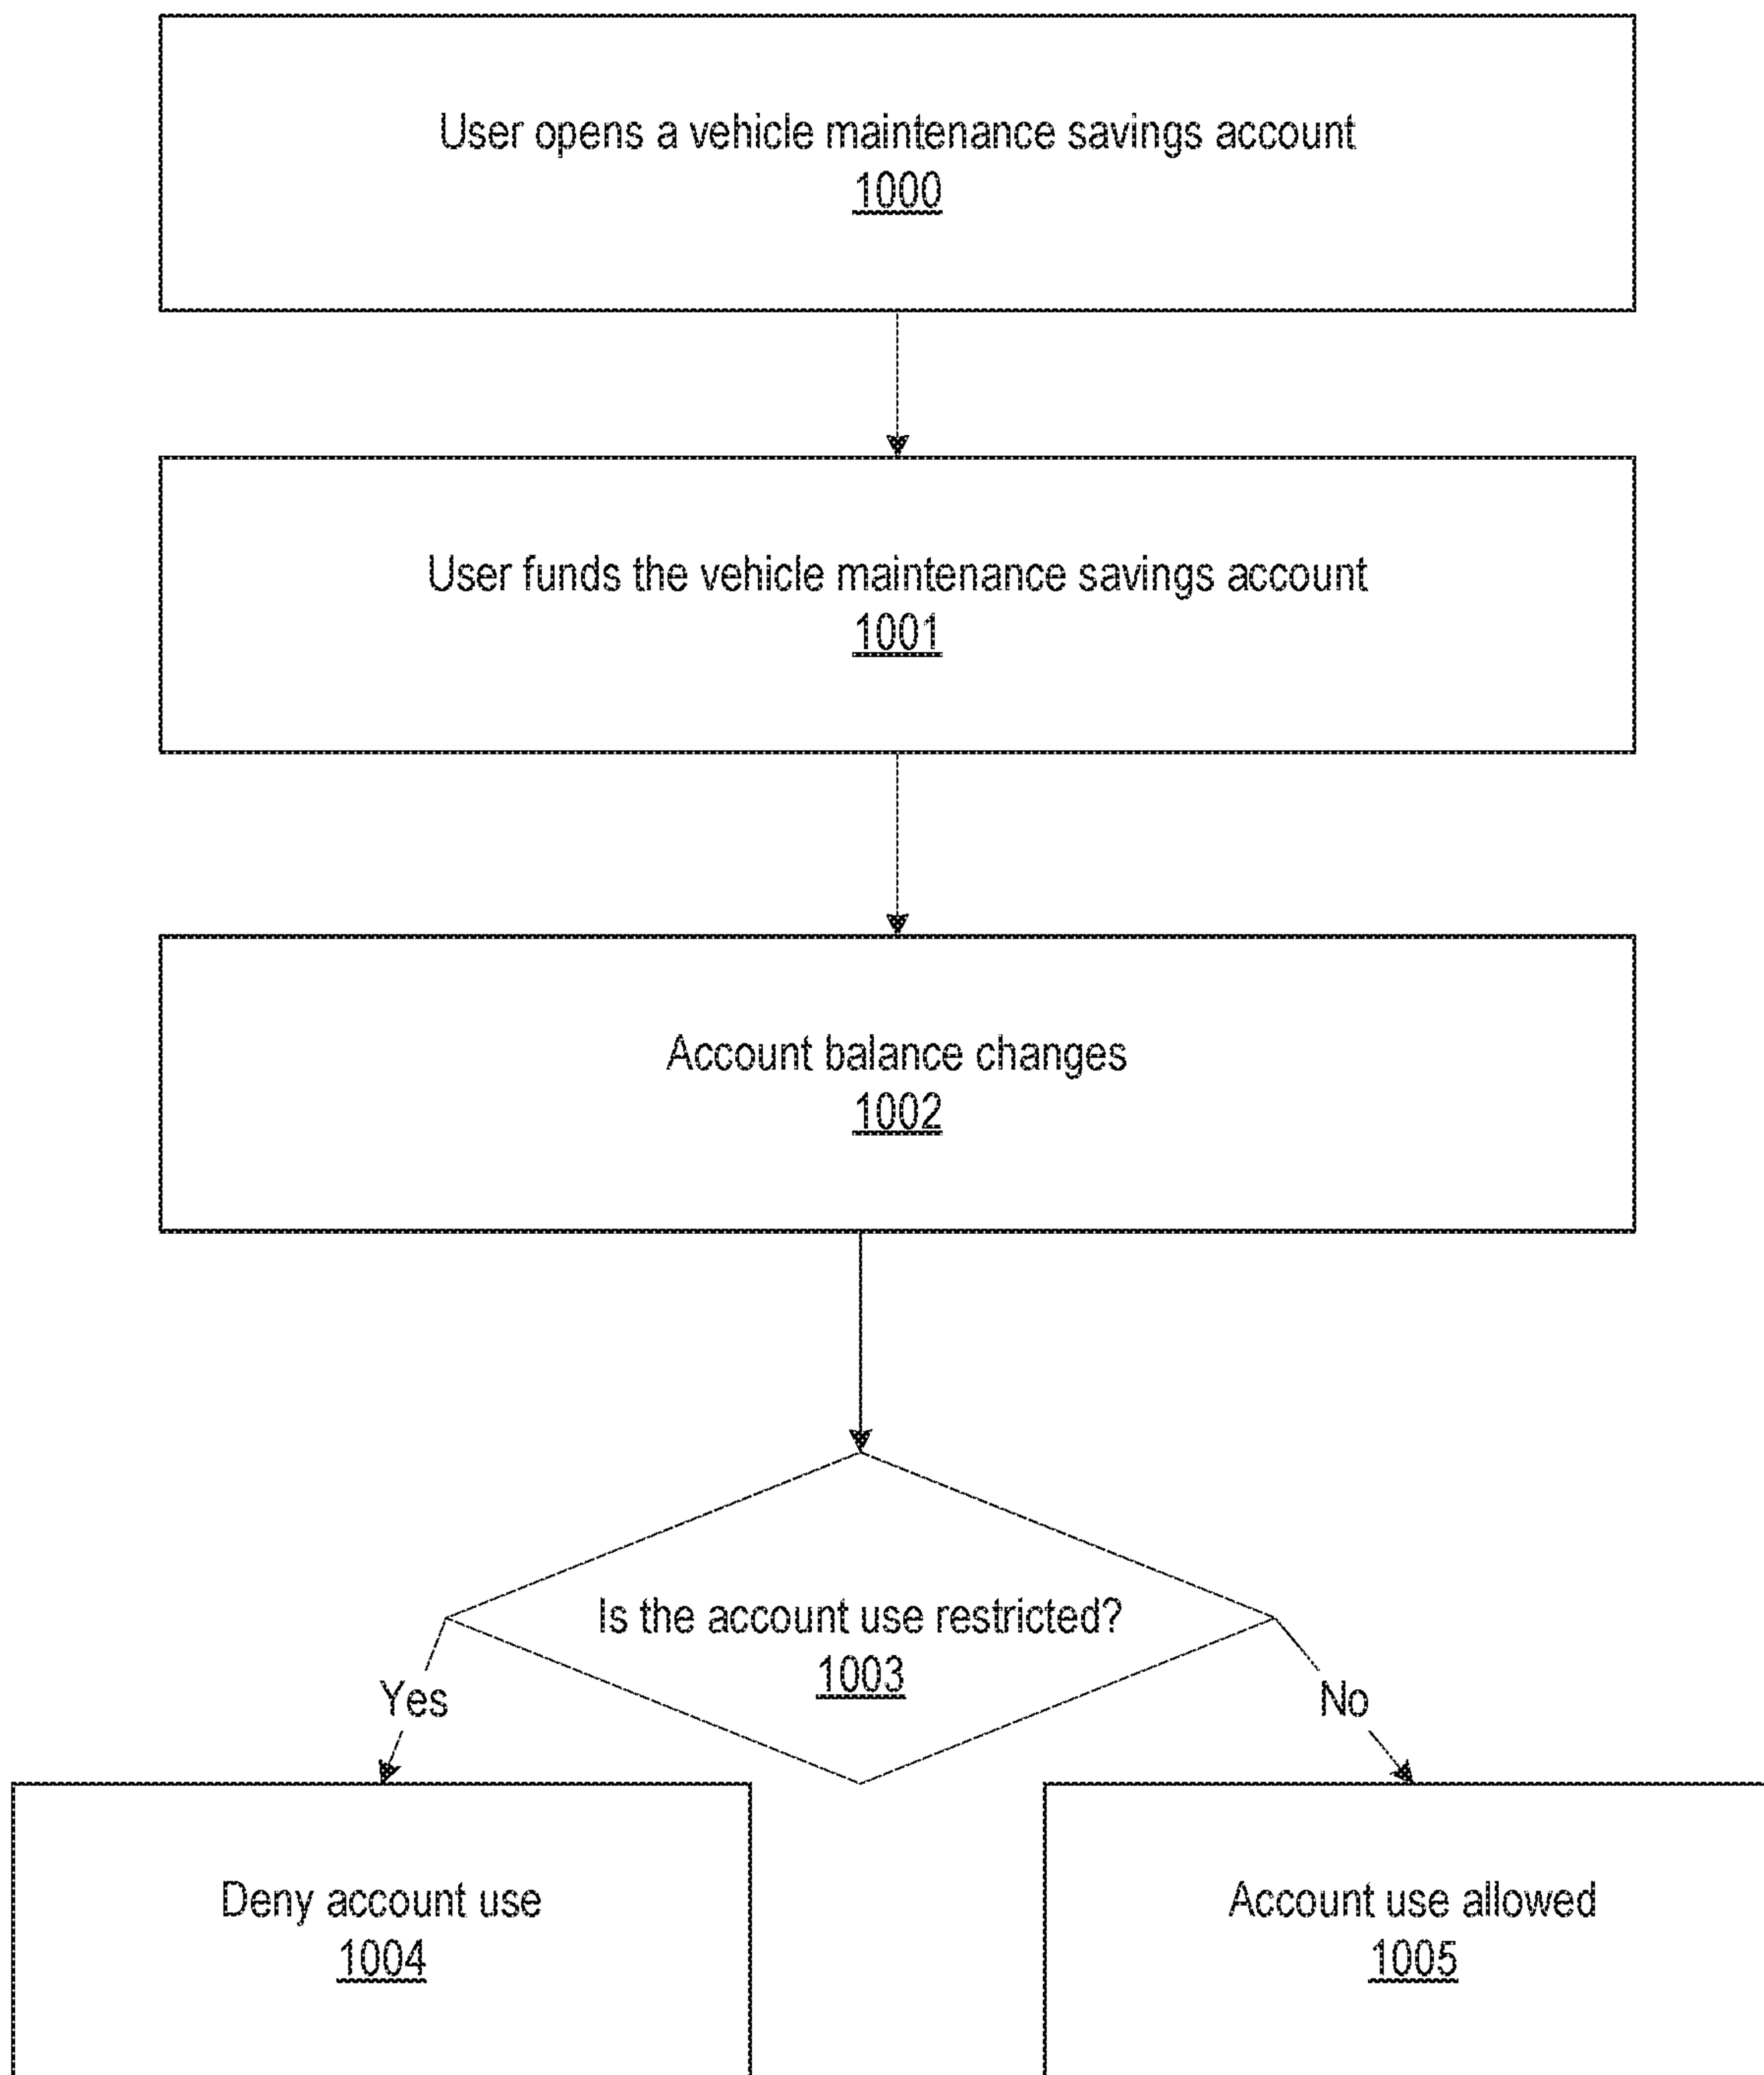 User opens a vehicle maintenance savings account
1000
User funds the vehicle maintenance savings account
1001
Account balance changes
1002
Is the account use restricted?
1003
Yes
No
Deny account use
1004
Account use allowed
1005